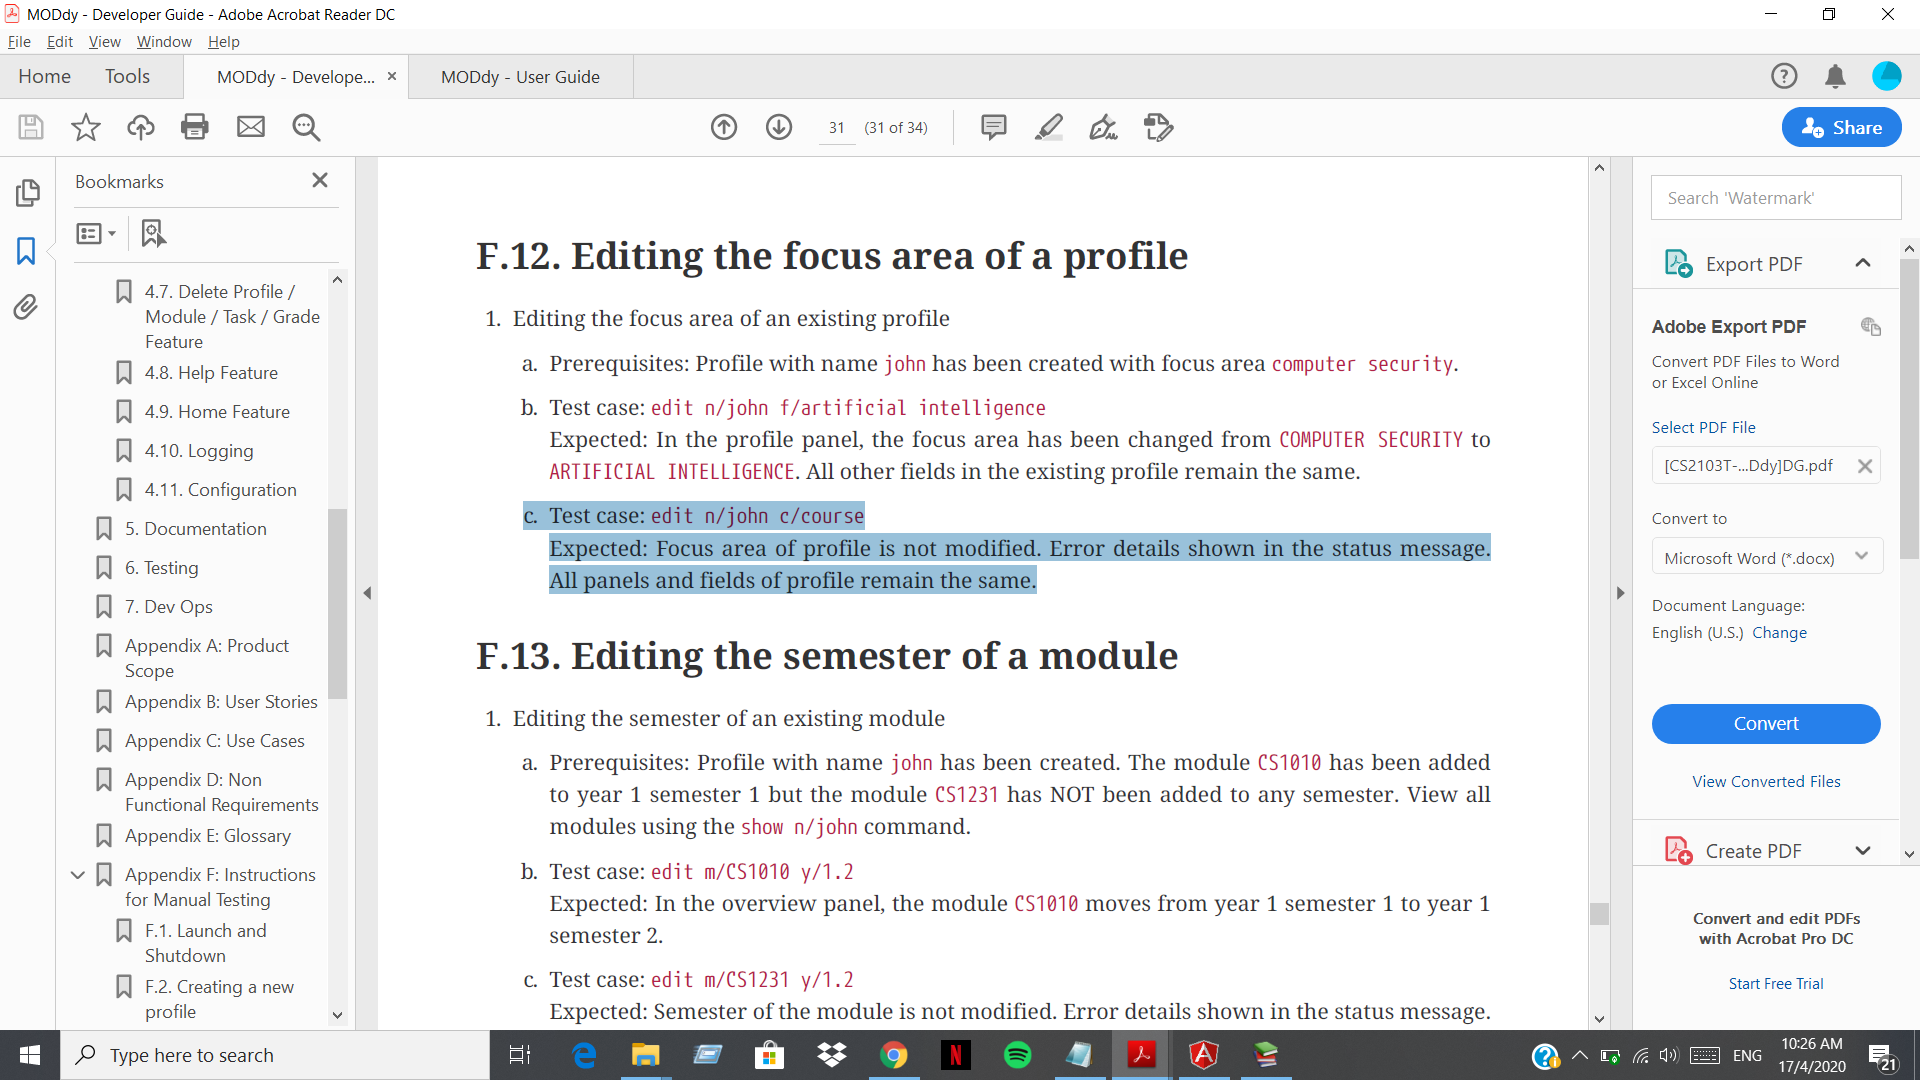 MODdy - Developer Guide - Adobe Acrobat Reader DC
File Edit View Window Help
Home Tools MODdy - Develope... × MODdy - User Guide
31 (31 of 34) Share
Bookmarks
4.7. Delete Profile /
Module / Task / Grade
Feature
4.8. Help Feature
4.9. Home Feature
4.10. Logging
4.11. Configuration
5. Documentation
6. Testing
7. Dev Ops
Appendix A: Product
Scope
Appendix B: User Stories
Appendix C: Use Cases
Appendix D: Non
Functional Requirements
Appendix E: Glossary
Appendix F: Instructions
for Manual Testing
F.1. Launch and
Shutdown
F.2. Creating a new
profile
F.12. Editing the focus area of a profile
1. Editing the focus area of an existing profile
a. Prerequisites: Profile with name john has been created with focus area computer security.
b. Test case: edit n/john f/artificial intelligence
Expected: In the profile panel, the focus area has been changed from COMPUTER SECURITY to
ARTIFICIAL INTELLIGENCE. All other fields in the existing profile remain the same.
c. Test case: edit n/john c/course
Expected: Focus area of profile is not modified. Error details shown in the status message.
All panels and fields of profile remain the same.
F.13. Editing the semester of a module
1. Editing the semester of an existing module
a. Prerequisites: Profile with name john has been created. The module CS1010 has been added
to year 1 semester 1 but the module CS1231 has NOT been added to any semester. View all
modules using the show n/john command.
b. Test case: edit m/CS1010 y/1.2
Expected: In the overview panel, the module CS1010 moves from year 1 semester 1 to year 1
semester 2.
c. Test case: edit m/CS1231 y/1.2
Expected: Semester of the module is not modified. Error details shown in the status message.
Search 'Watermark'
Export PDF
Adobe Export PDF
Convert PDF Files to Word
or Excel Online
Select PDF File
[CS2103T-...Ddy]DG.pdf
Convert to
Microsoft Word (*.docx)
Document Language:
English (U.S.) Change
Convert
View Converted Files
Create PDF
Convert and edit PDFs
with Acrobat Pro DC
Start Free Trial
Type here to search
ENG
10:26 AM
17/4/2020
21